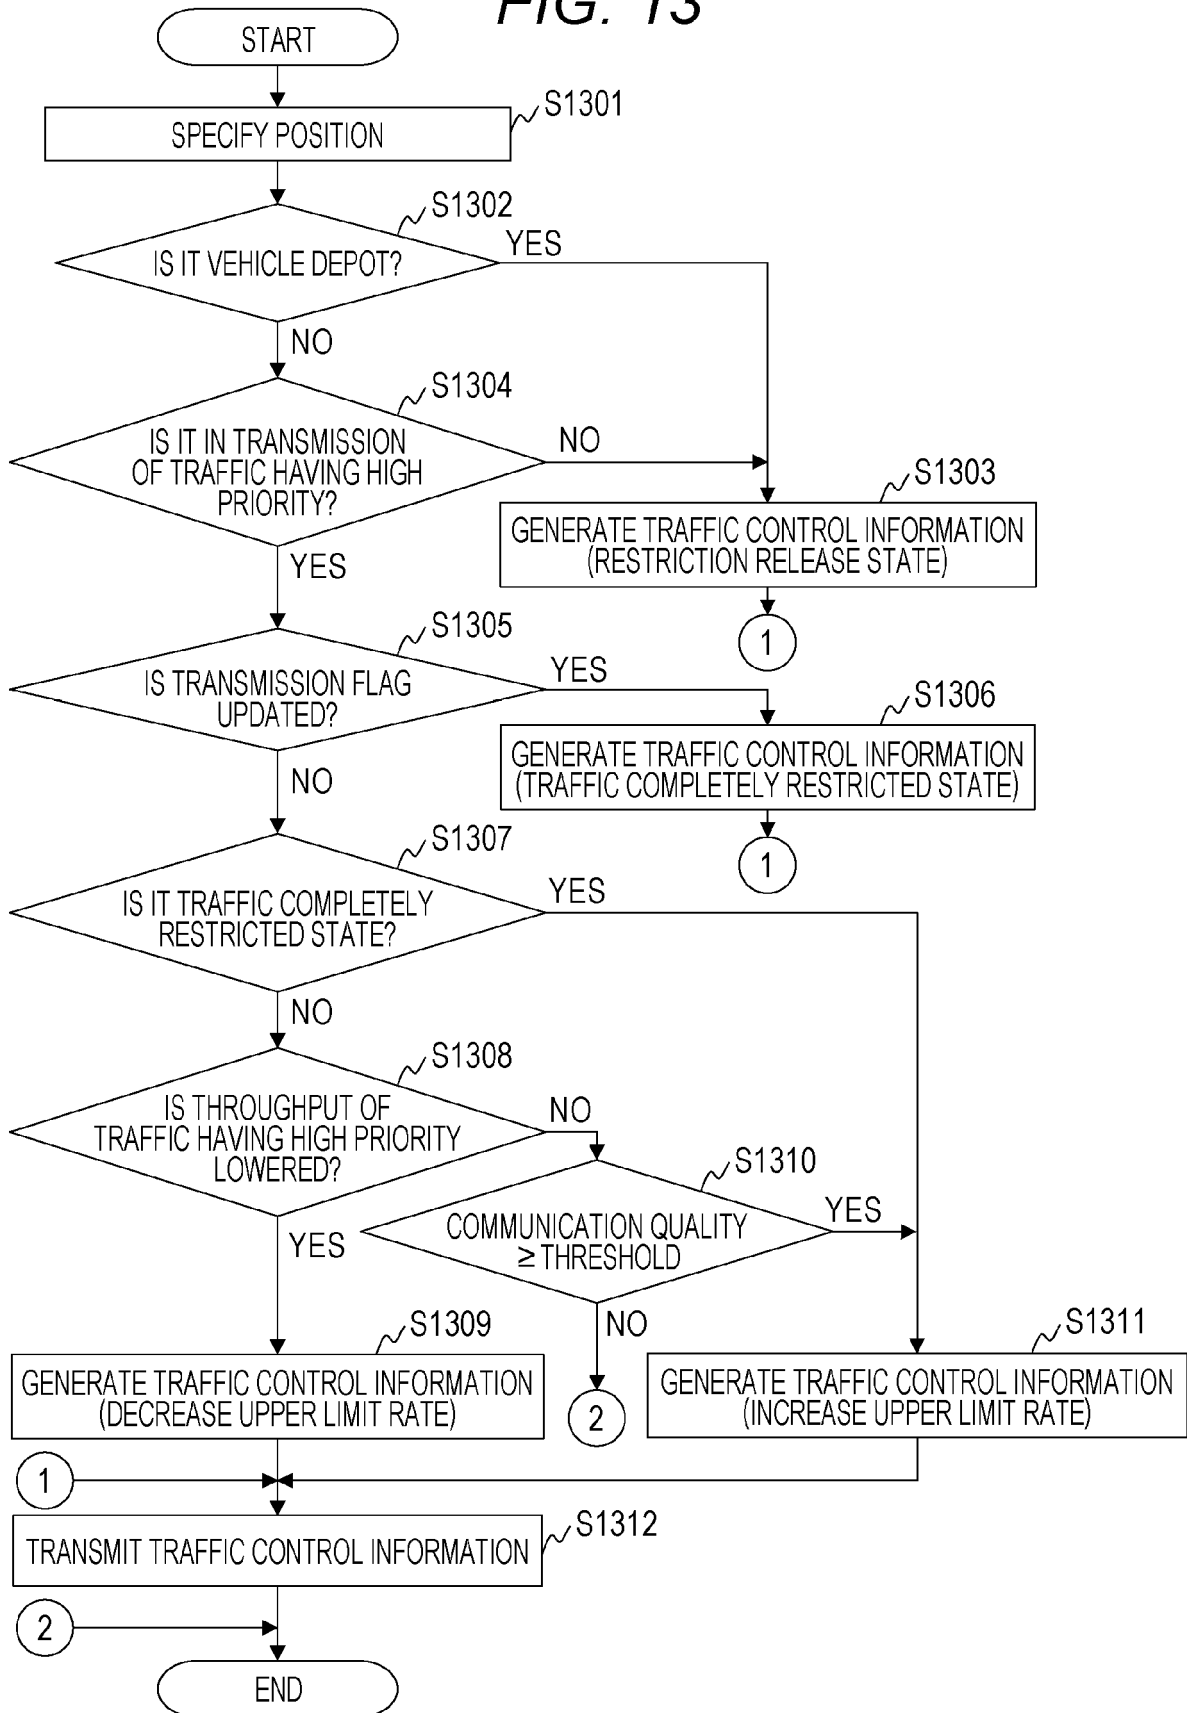 FIG. 13
START
S1301
SPECIFY POSITION
S1302
IS IT VEHICLE DEPOT?
YES
NO
S1304
IS IT IN TRANSMISSION
OF TRAFFIC HAVING HIGH
PRIORITY?
NO
YES
S1303
GENERATE TRAFFIC CONTROL INFORMATION
(RESTRICTION RELEASE STATE)
1
S1305
IS TRANSMISSION FLAG
UPDATED?
YES
NO
S1306
GENERATE TRAFFIC CONTROL INFORMATION
(TRAFFIC COMPLETELY RESTRICTED STATE)
1
S1307
IS IT TRAFFIC COMPLETELY
RESTRICTED STATE?
YES
NO
S1308
IS THROUGHPUT OF
TRAFFIC HAVING HIGH PRIORITY
LOWERED?
NO
YES
S1310
COMMUNICATION QUALITY
≥ THRESHOLD
YES
NO
2
S1309
GENERATE TRAFFIC CONTROL INFORMATION
(DECREASE UPPER LIMIT RATE)
S1311
GENERATE TRAFFIC CONTROL INFORMATION
(INCREASE UPPER LIMIT RATE)
1
S1312
TRANSMIT TRAFFIC CONTROL INFORMATION
2
END